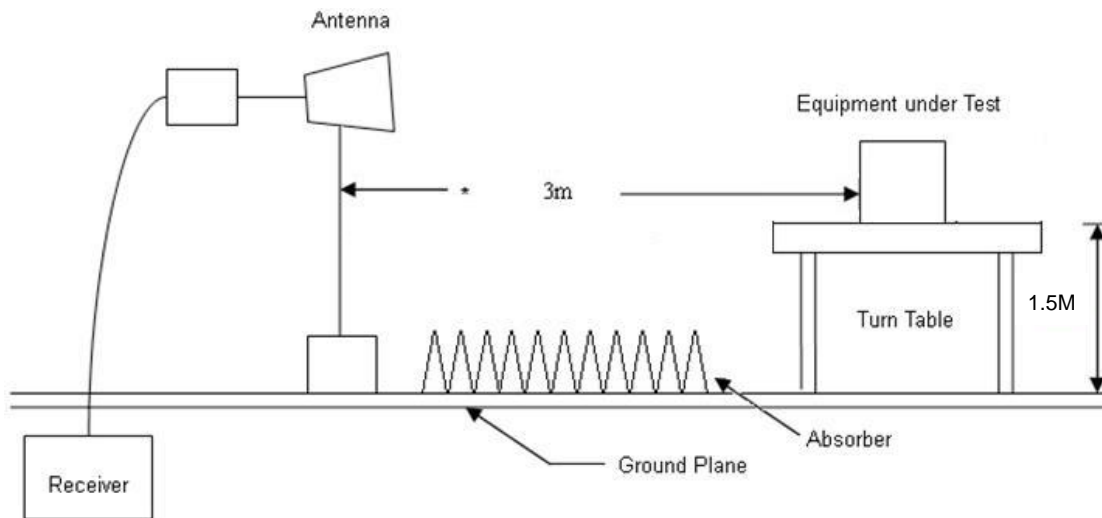 Antenna
Equipment under Test
* 3m
1.5M
Turn Table
Absorber
Ground Plane
Receiver